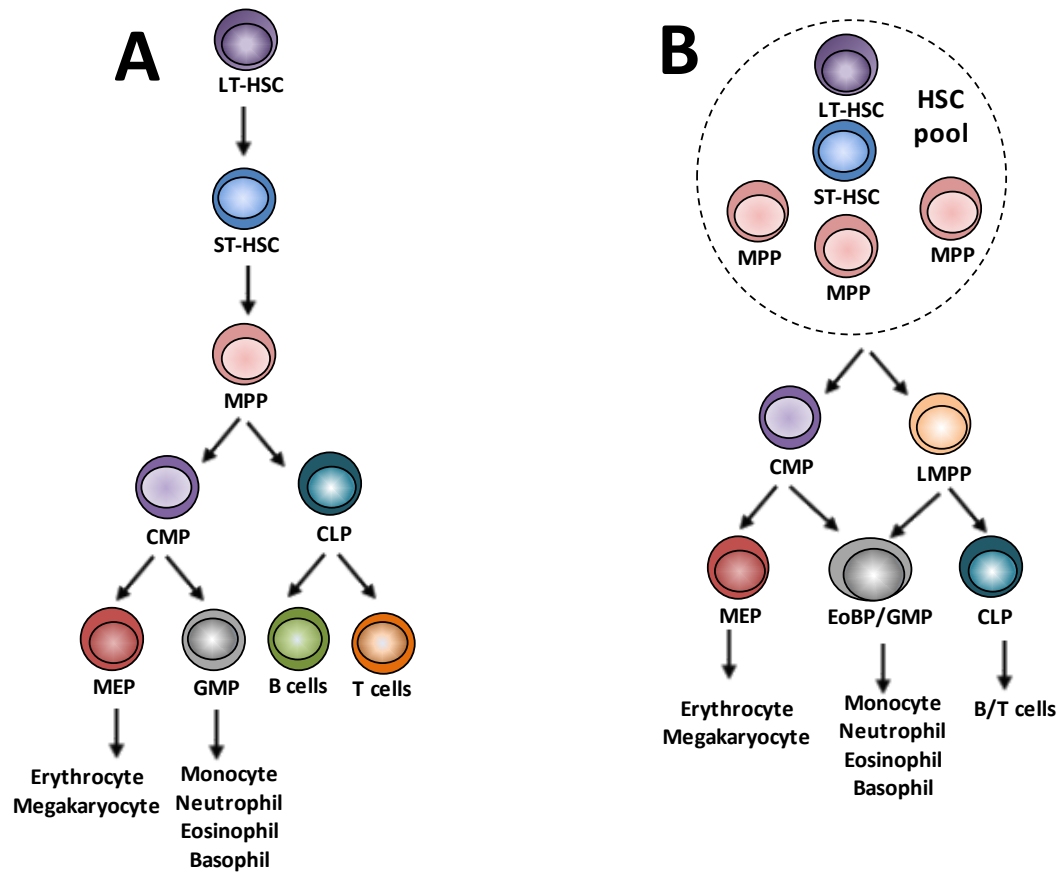 A
LT-HSC
ST-HSC
MPP
CMP
CLP
MEP
GMP
B cells
T cells
Erythrocyte
Megakaryocyte
Monocyte
Neutrophil
Eosinophil
Basophil
B
HSC
pool
LT-HSC
ST-HSC
MPP
MPP
MPP
CMP
LMPP
MEP
EoBP/GMP
CLP
Erythrocyte
Megakaryocyte
Monocyte
Neutrophil
Eosinophil
Basophil
B/T cells